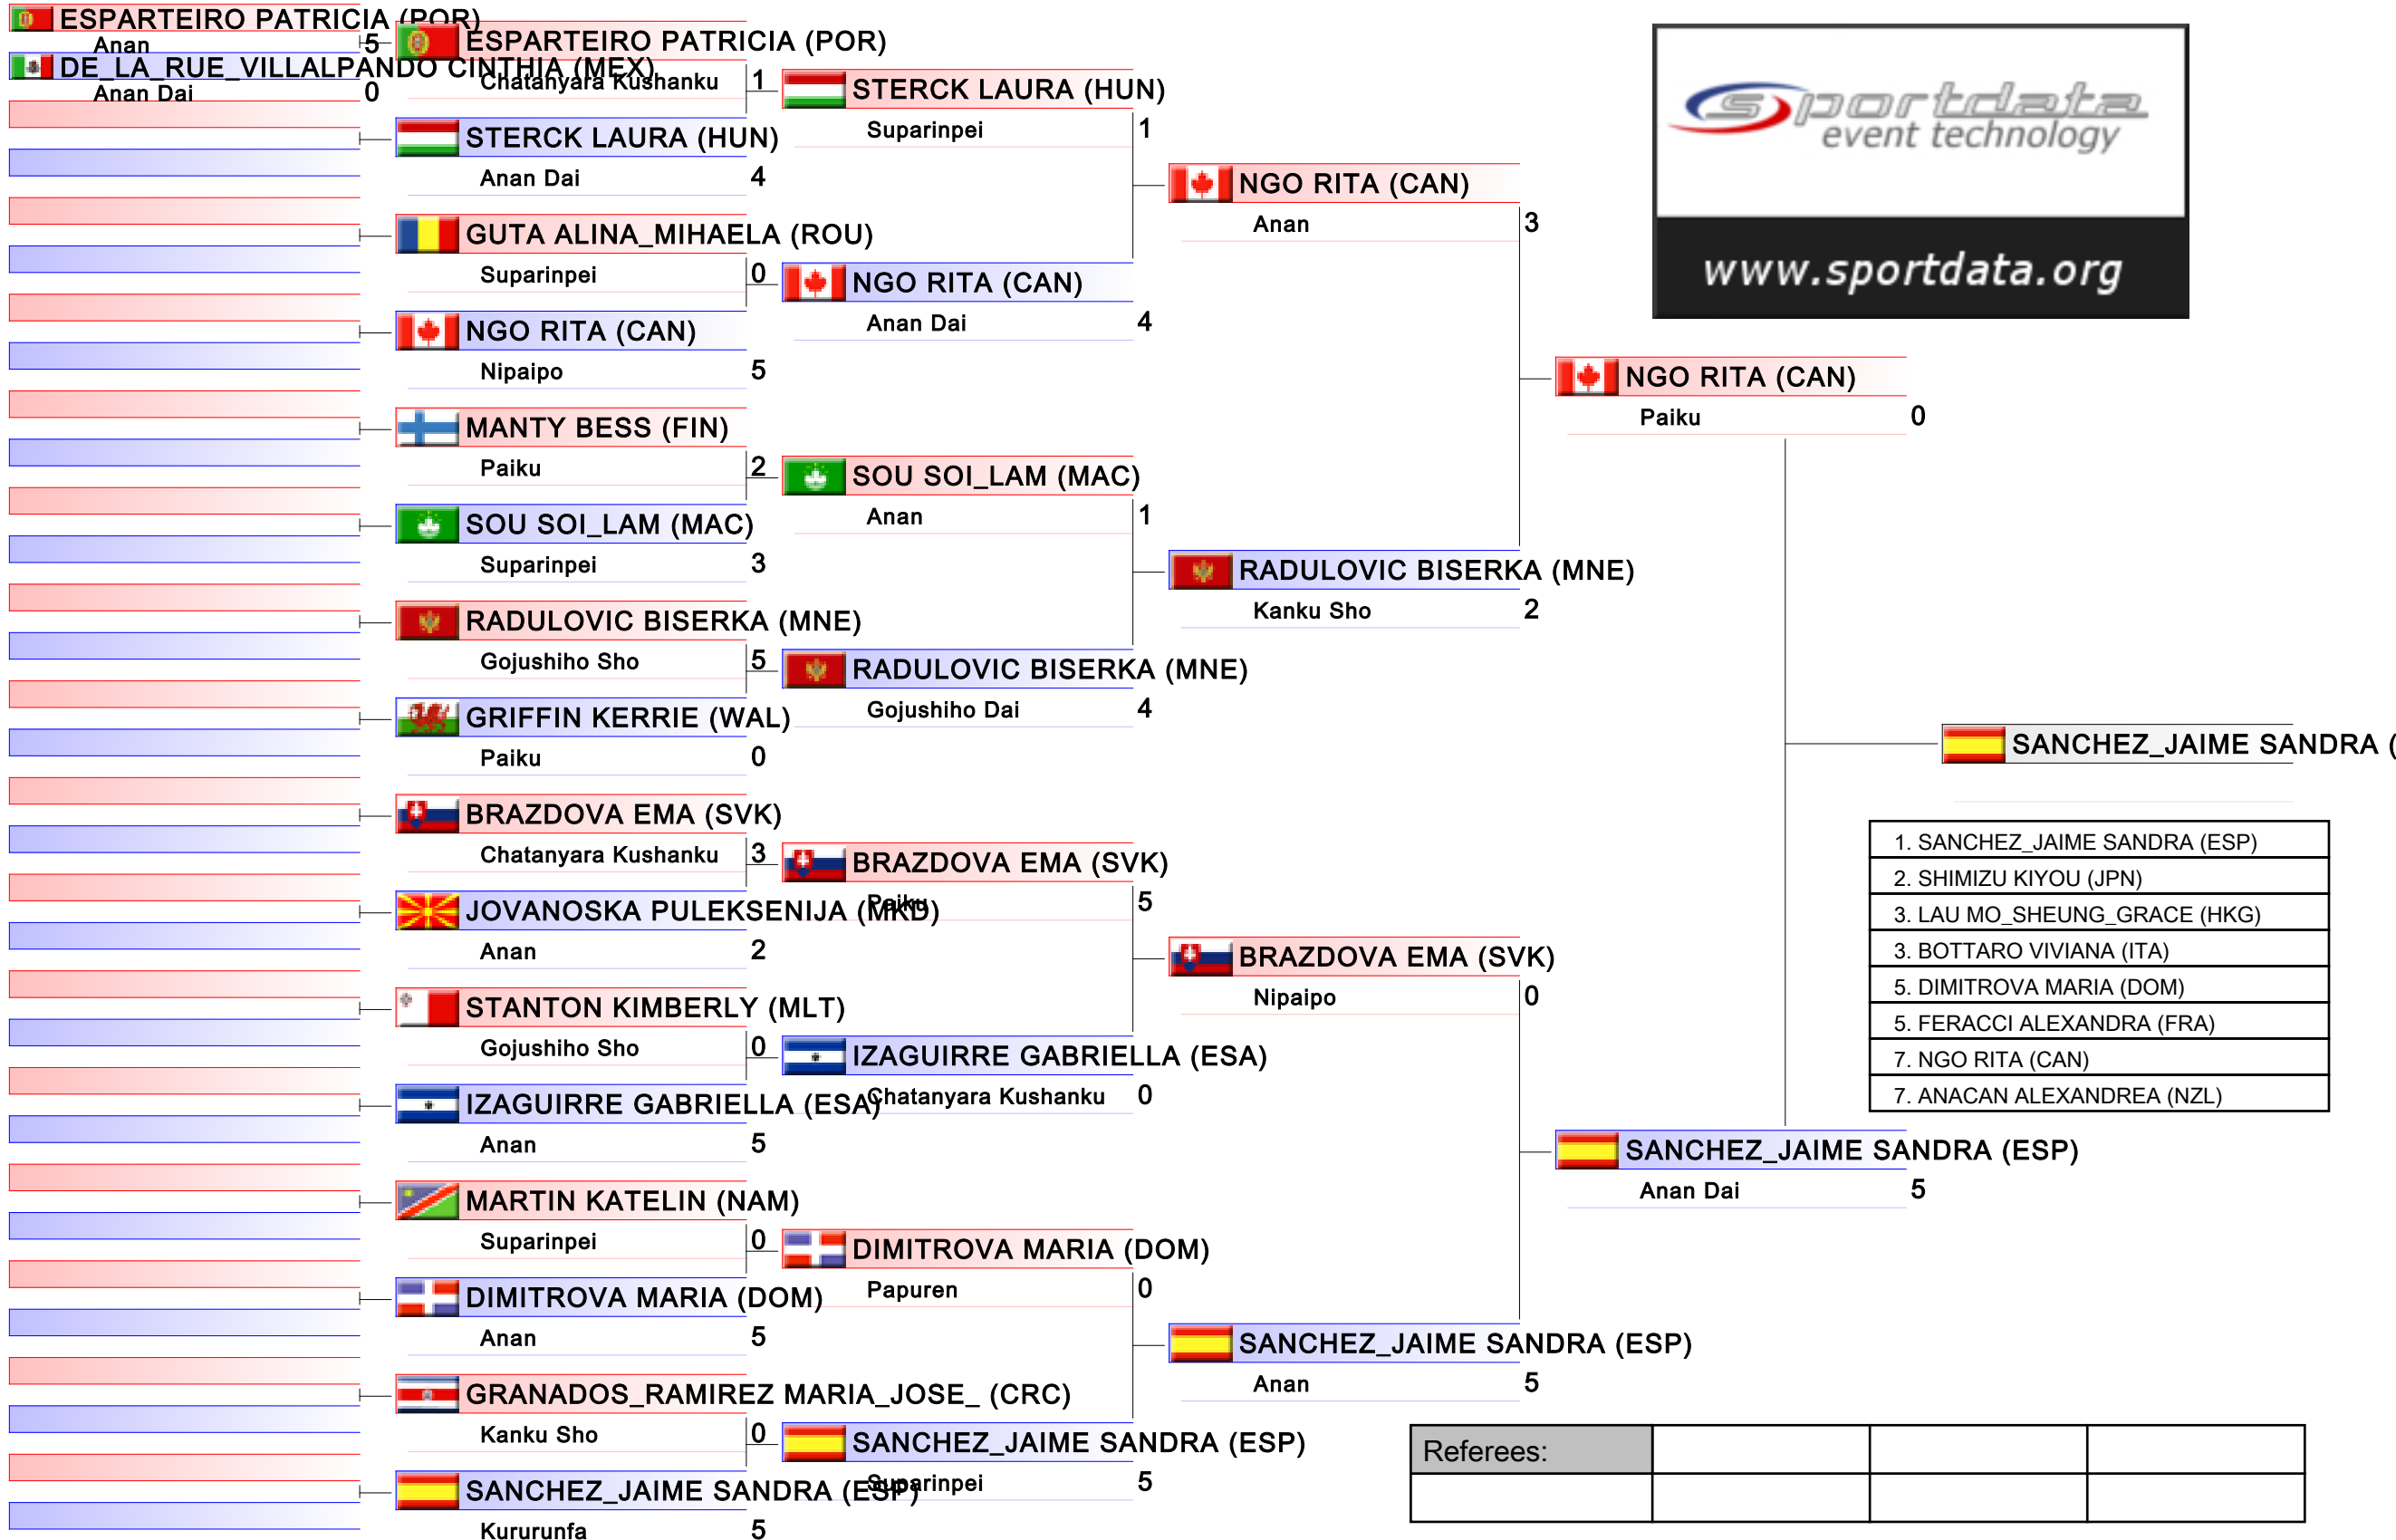 ESPARTEIRO PATRICIA (POR)
Anan 5
DE_LA_RUE_VILLALPANDO CINTHIA (MEX)
Anan Dai 0
ESPARTEIRO PATRICIA (POR)
Chatanyara Kushanku 1
STERCK LAURA (HUN)
Anan Dai 4
GUTA ALINA_MIHAELA (ROU)
Suparinpei 0
NGO RITA (CAN)
Nipaipo 5
MANTY BESS (FIN)
Paiku 2
SOU SOI_LAM (MAC)
Suparinpei 3
RADULOVIC BISERKA (MNE)
Gojushiho Sho 5
GRIFFIN KERRIE (WAL)
Paiku 0
BRAZDOVA EMA (SVK)
Chatanyara Kushanku 3
JOVANOSKA PULEKSENIJA (MKD)
Anan 2
STANTON KIMBERLY (MLT)
Gojushiho Sho 0
IZAGUIRRE GABRIELLA (ESA)
Anan 5
MARTIN KATELIN (NAM)
Suparinpei 0
DIMITROVA MARIA (DOM)
Anan 5
GRANADOS_RAMIREZ MARIA_JOSE_ (CRC)
Kanku Sho 0
SANCHEZ_JAIME SANDRA (ESP)
Kururunfa 5
STERCK LAURA (HUN)
Suparinpei 1
NGO RITA (CAN)
Anan Dai 4
SOU SOI_LAM (MAC)
Anan 1
RADULOVIC BISERKA (MNE)
Gojushiho Dai 4
BRAZDOVA EMA (SVK)
Paiku 5
IZAGUIRRE GABRIELLA (ESA)
Chatanyara Kushanku 0
DIMITROVA MARIA (DOM)
Papuren 0
SANCHEZ_JAIME SANDRA (ESP)
Suparinpei 5
NGO RITA (CAN)
Anan 3
RADULOVIC BISERKA (MNE)
Kanku Sho 2
BRAZDOVA EMA (SVK)
Nipaipo 0
SANCHEZ_JAIME SANDRA (ESP)
Anan 5
NGO RITA (CAN)
Paiku 0
SANCHEZ_JAIME SANDRA (ESP)
Anan Dai 5
SANCHEZ_JAIME SANDRA (
sportdata
event technology
www.sportdata.org
1. SANCHEZ_JAIME SANDRA (ESP)
2. SHIMIZU KIYOU (JPN)
3. LAU MO_SHEUNG_GRACE (HKG)
3. BOTTARO VIVIANA (ITA)
5. DIMITROVA MARIA (DOM)
5. FERACCI ALEXANDRA (FRA)
7. NGO RITA (CAN)
7. ANACAN ALEXANDREA (NZL)
Referees: